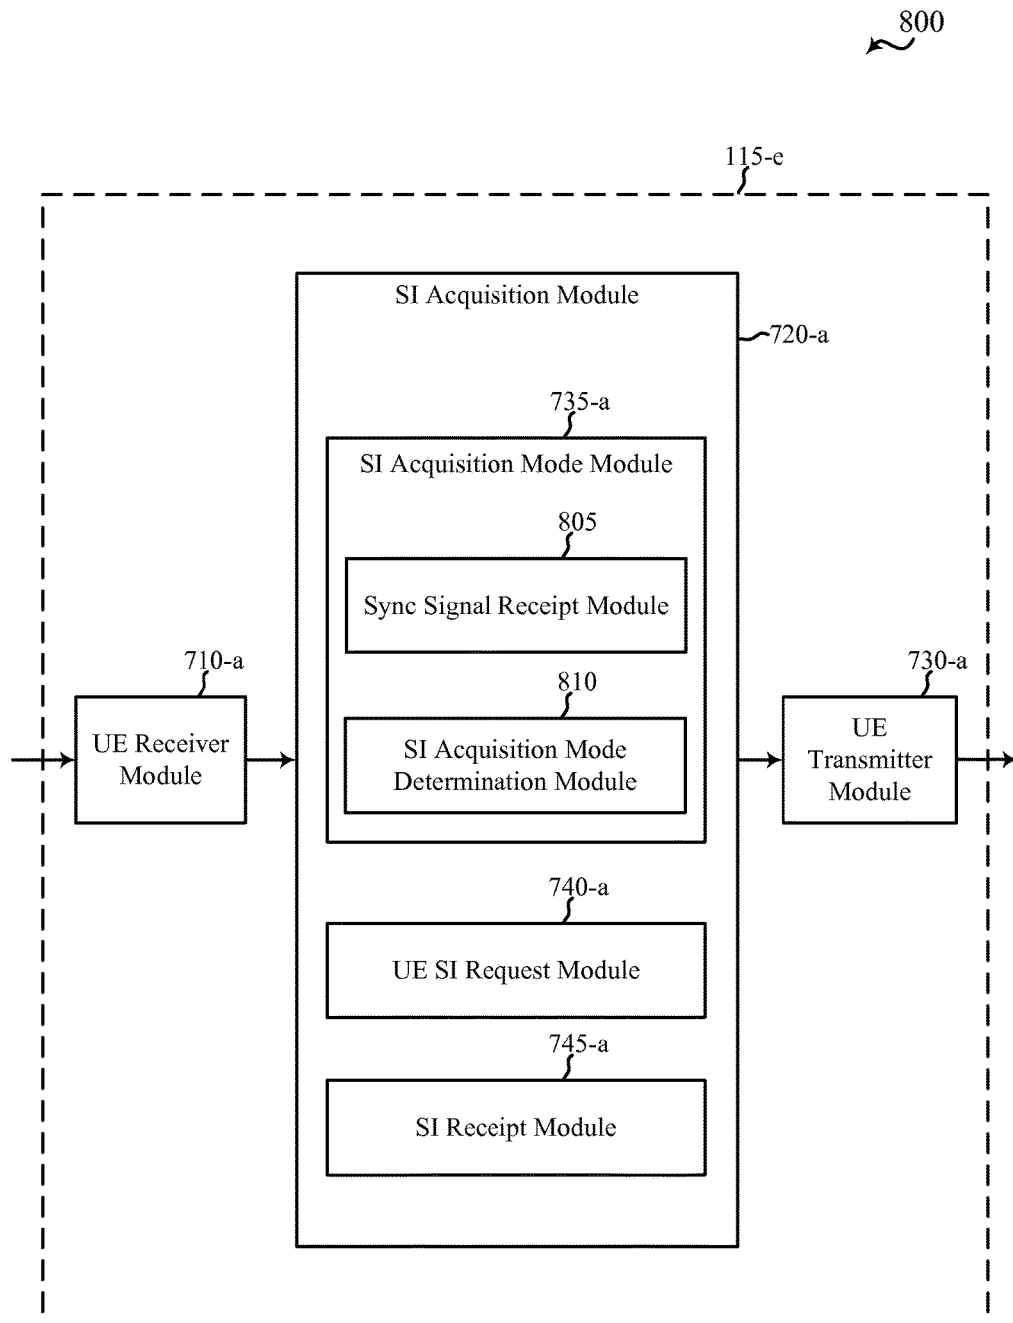 800
115-e
SI Acquisition Module
720-a
735-a
SI Acquisition Mode Module
805
Sync Signal Receipt Module
810
SI Acquisition Mode
Determination Module
710-a
UE Receiver
Module
730-a
UE
Transmitter
Module
740-a
UE SI Request Module
745-a
SI Receipt Module